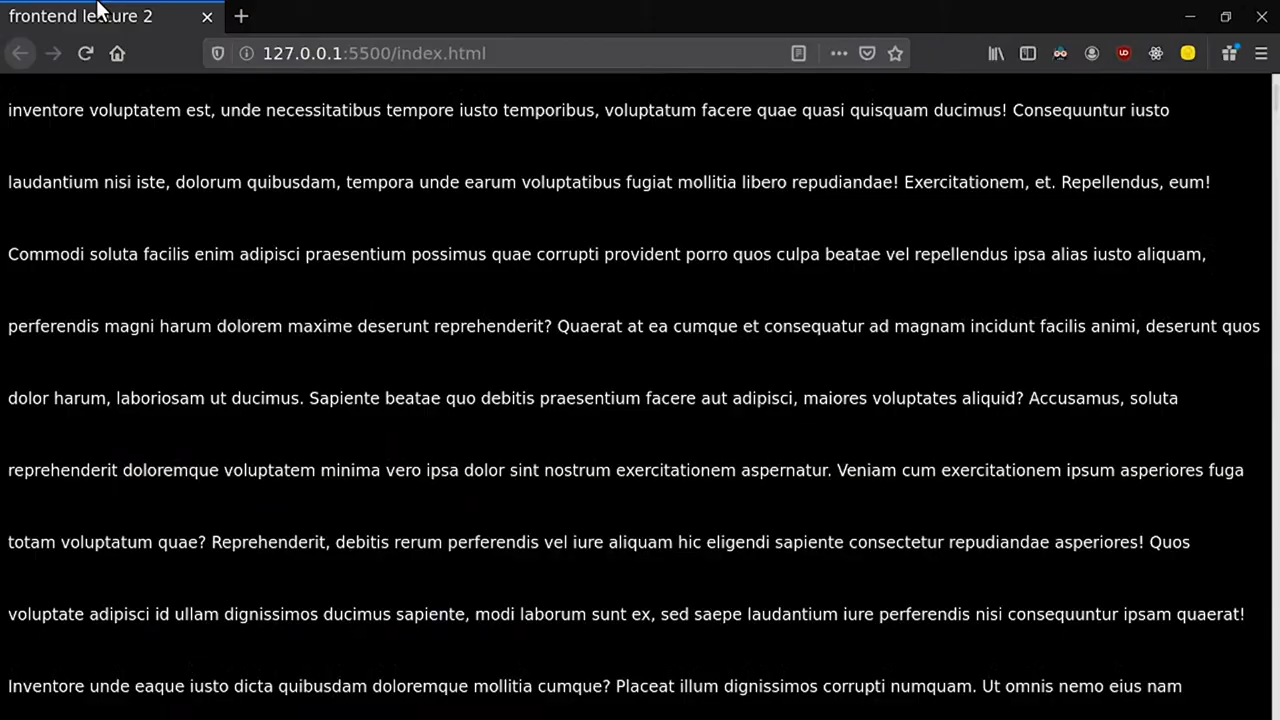 frontend lecture 2
127.0.0.1:5500/index.html
inventore voluptatem est, unde necessitatibus tempore iusto temporibus, voluptatum facere quae quasi quisquam ducimus! Consequuntur iusto
laudantium nisi iste, dolorum quibusdam, tempora unde earum voluptatibus fugiat mollitia libero repudiandae! Exercitationem, et. Repellendus, eum!
Commodi soluta facilis enim adipisci praesentium possimus quae corrupti provident porro quos culpa beatae vel repellendus ipsa alias iusto aliquam,
perferendis magni harum dolorem maxime deserunt reprehenderit? Quaerat at ea cumque et consequatur ad magnam incidunt facilis animi, deserunt quos
dolor harum, laboriosam ut ducimus. Sapiente beatae quo debitis praesentium facere aut adipisci, maiores voluptates aliquid? Accusamus, soluta
reprehenderit doloremque voluptatem minima vero ipsa dolor sint nostrum exercitationem aspernatur. Veniam cum exercitationem ipsum asperiores fuga
totam voluptatum quae? Reprehenderit, debitis rerum perferendis vel iure aliquam hic eligendi sapiente consectetur repudiandae asperiores! Quos
voluptate adipisci id ullam dignissimos ducimus sapiente, modi laborum sunt ex, sed saepe laudantium iure perferendis nisi consequuntur ipsam quaerat!
Inventore unde eaque iusto dicta quibusdam doloremque mollitia cumque? Placeat illum dignissimos corrupti numquam. Ut omnis nemo eius nam